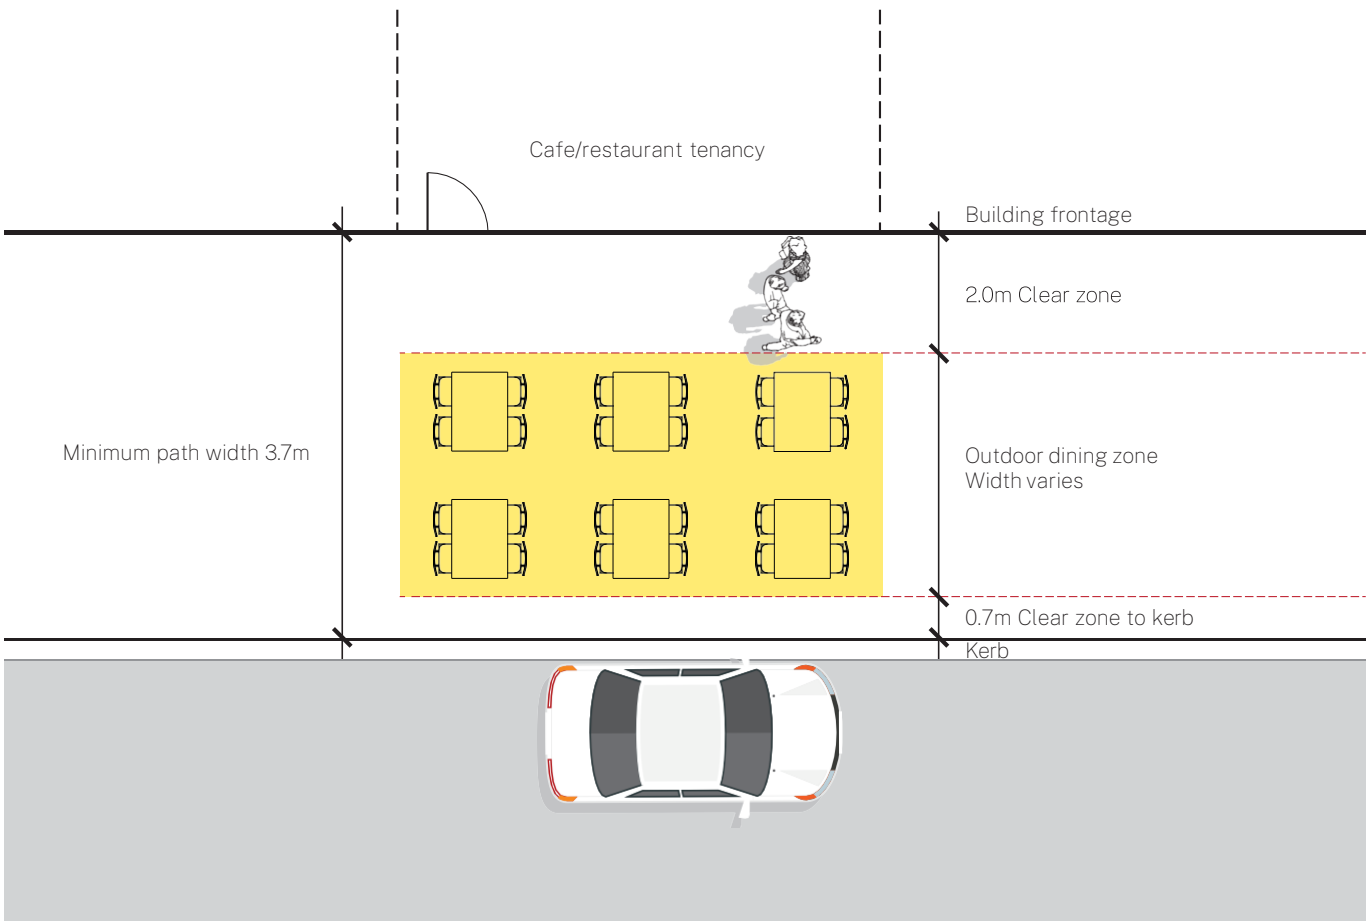 Cafe/restaurant tenancy
Building frontage
2.0m Clear zone
Minimum path width 3.7m
Outdoor dining zone
Width varies
0.7m Clear zone to kerb
Kerb